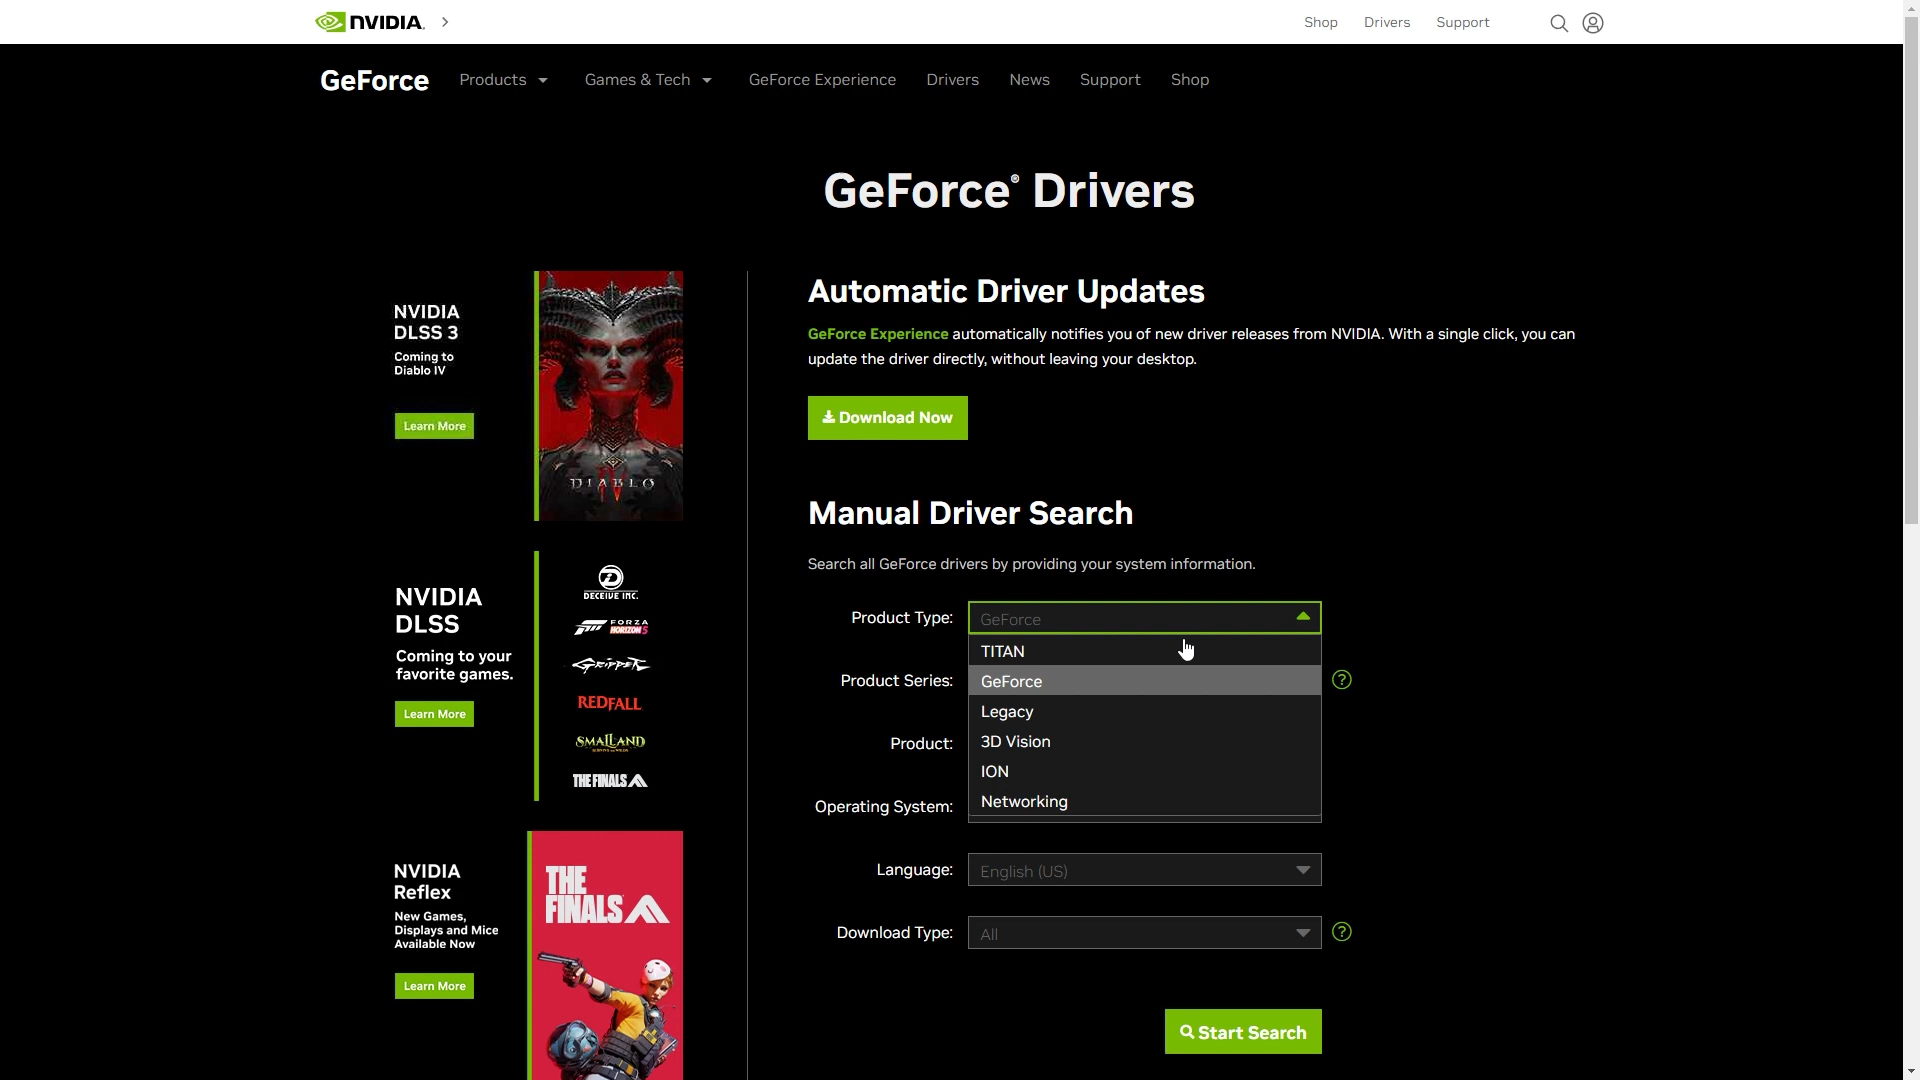 NVIDIA.
Shop
Drivers
Support
GeForce
Products
Games & Tech
GeForce Experience
Drivers
News
Support
Shop
GeForce® Drivers
NVIDIA
DLSS 3
Coming to
Diablo IV
Learn More
DIABLO
IV
NVIDIA
DLSS
Coming to your
favorite games.
Learn More
DECEIVE INC.
FORZA
HORIZON 5
GRIPPER
REDFALL
SMALLAND
THE FINALS
NVIDIA
Reflex
New Games,
Displays and Mice
Available Now
Learn More
THE
FINALS
Automatic Driver Updates
GeForce Experience automatically notifies you of new driver releases from NVIDIA. With a single click, you can
update the driver directly, without leaving your desktop.
Download Now
Manual Driver Search
Search all GeForce drivers by providing your system information.
Product Type:
GeForce
TITAN
GeForce
Legacy
3D Vision
ION
Networking
Product Series:
?
Product:
Operating System:
Language:
English (US)
Download Type:
All
?
Start Search